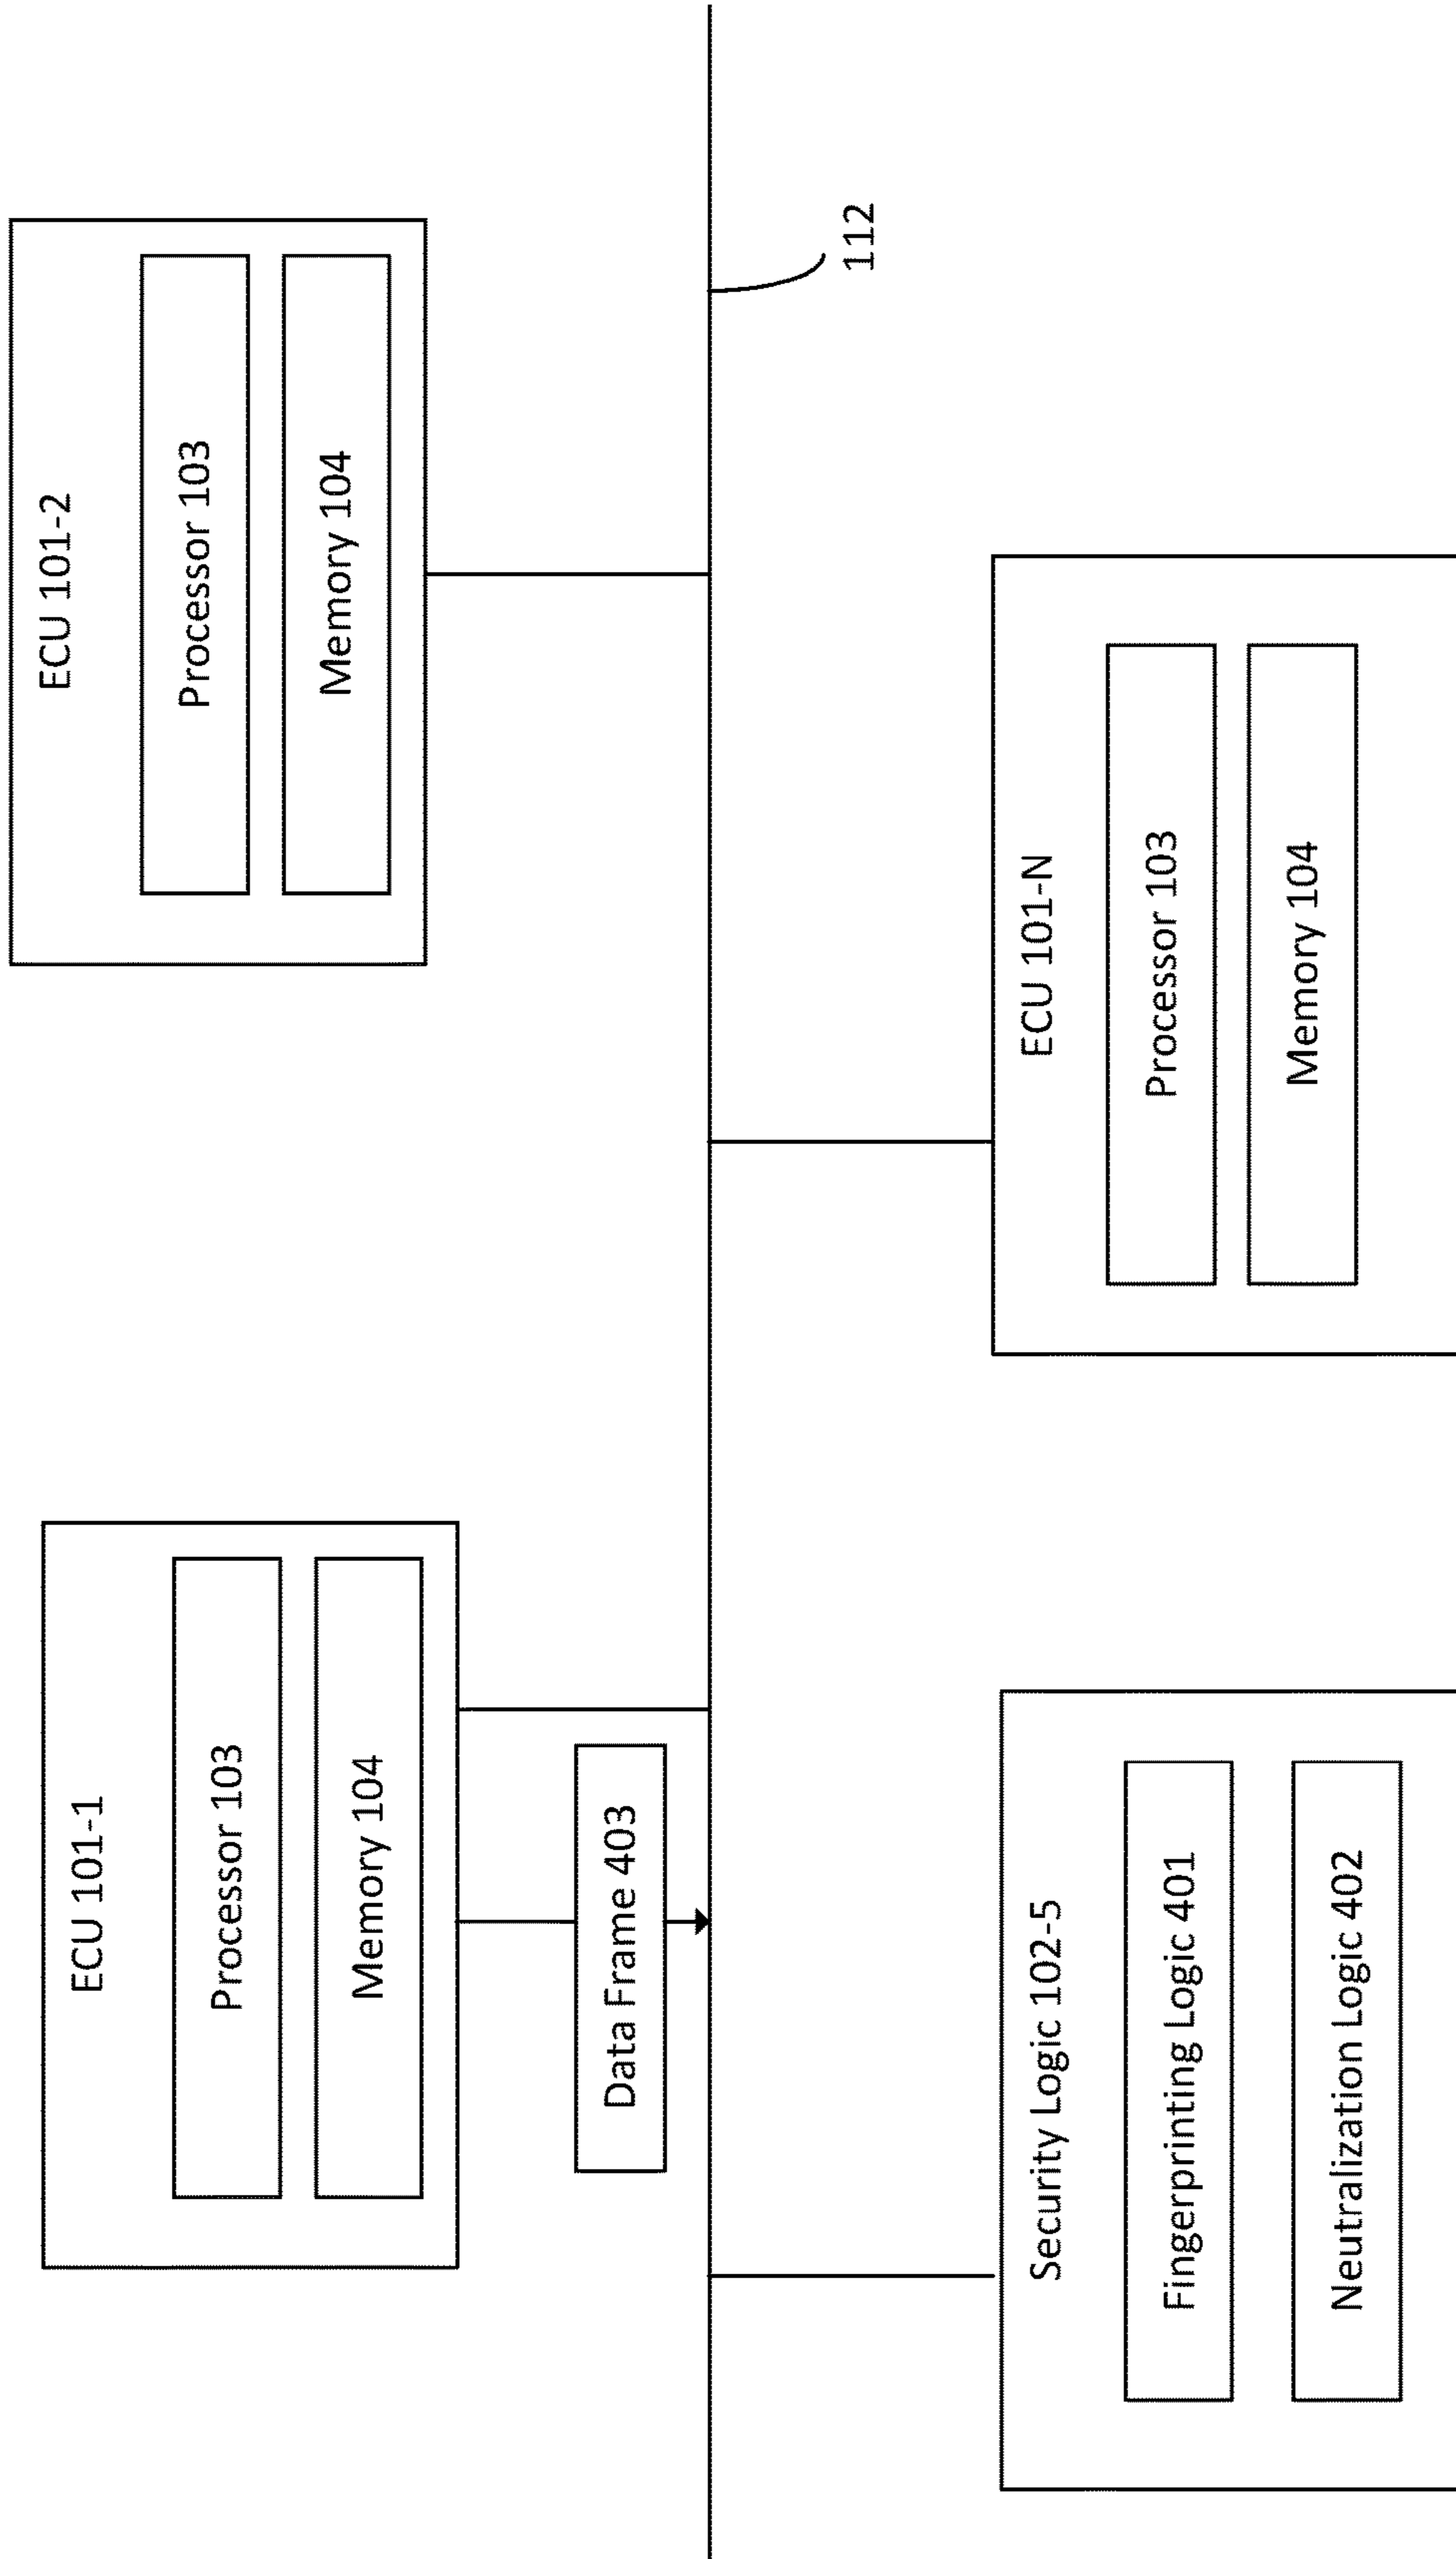 ECU 101-1
Processor 103
Memory 104
Data Frame 403
ECU 101-2
Processor 103
Memory 104
112
Security Logic 102-5
Fingerprinting Logic 401
Neutralization Logic 402
ECU 101-N
Processor 103
Memory 104